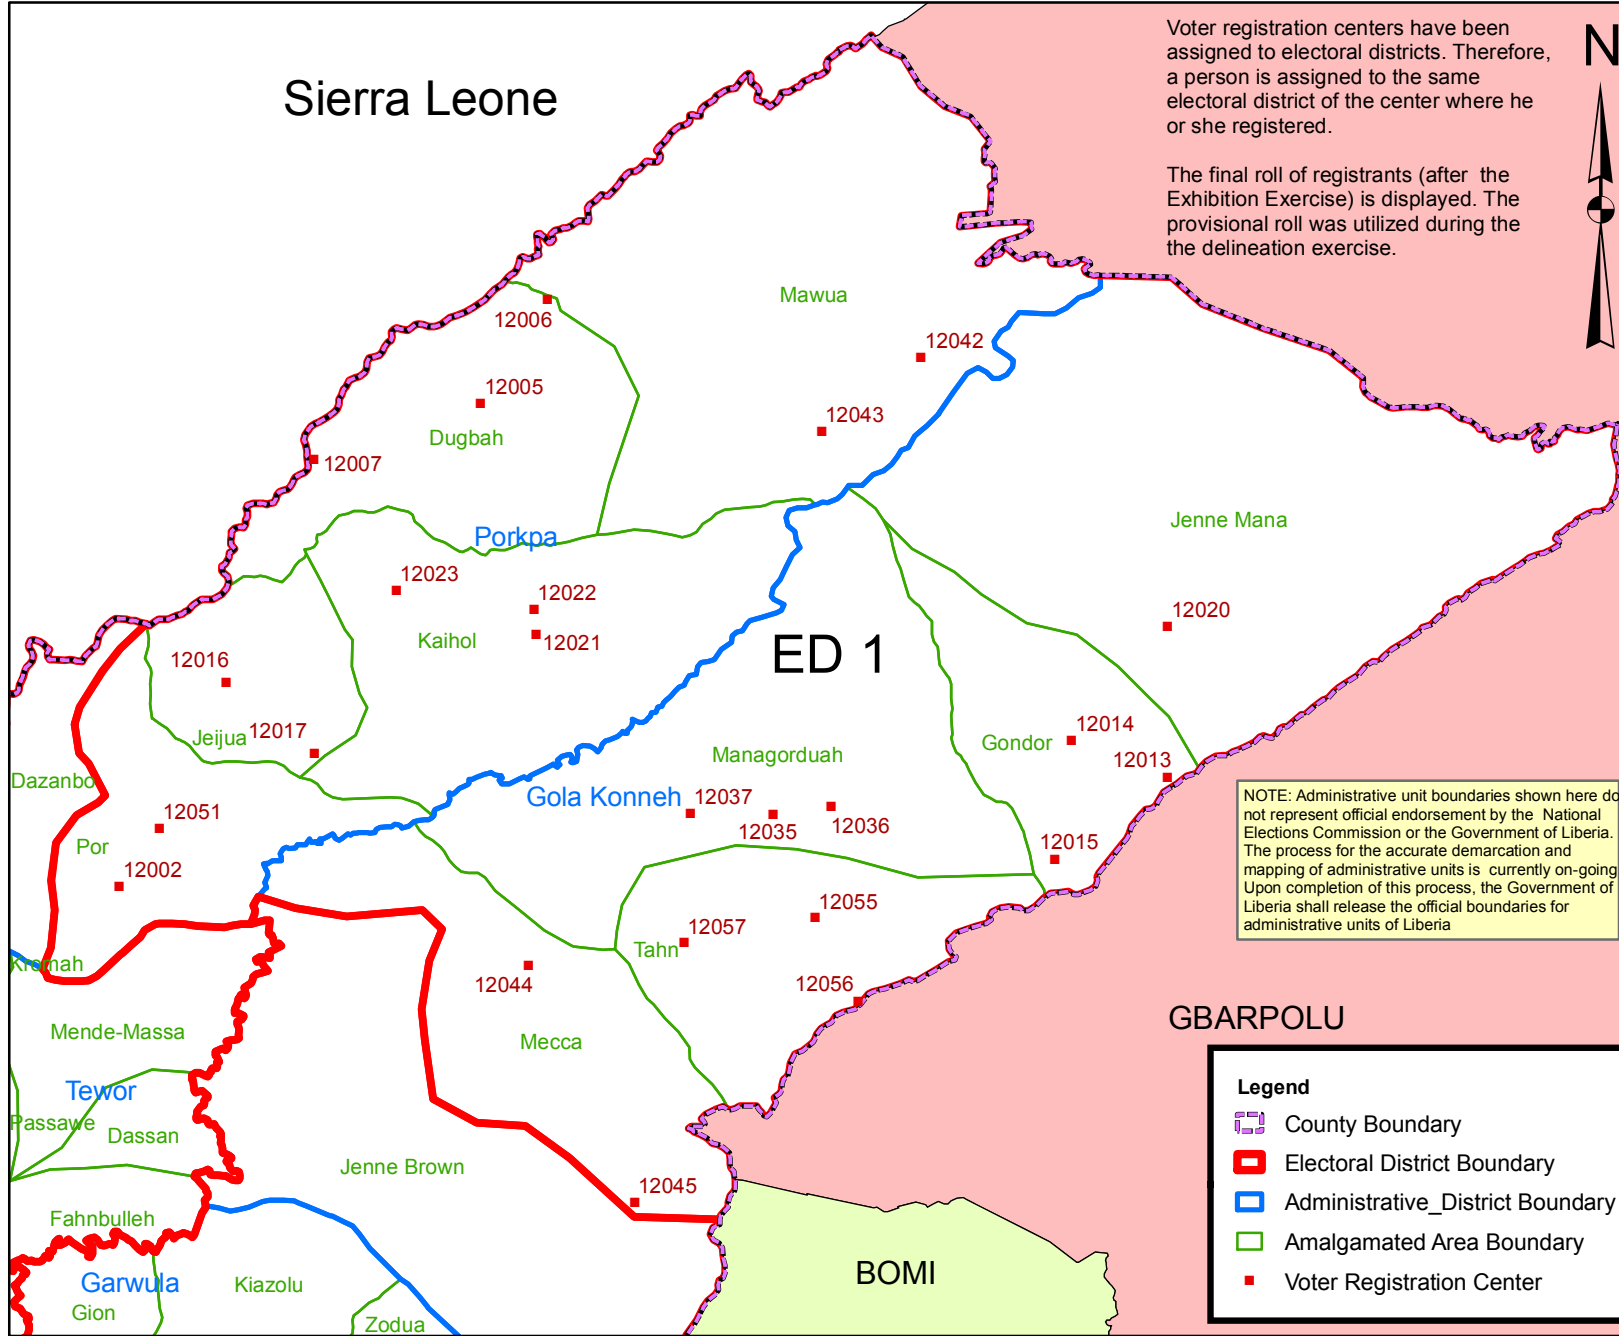 Voter registration centers have been
assigned to electoral districts. Therefore,
a person is assigned to the same
electoral district of the center where he
or she registered.
The final roll of registrants (after the
Exhibition Exercise) is displayed. The
provisional roll was utilized during the
the delineation exercise.
N
Sierra Leone
Mawua
12006
12042
12005
12043
Dugbah
12007
Jenne Mana
Porkpa
12023
12022
12020
Kaihol
12021
ED 1
12016
12014
Jeijua
12017
Gondor
Managorduah
12013
Dazanbo
Gola Konneh
12037
12035
12036
12051
Por
12015
12002
NOTE: Administrative unit boundaries shown here do
not represent official endorsement by the National
Elections Commission or the Government of Liberia.
The process for the accurate demarcation and
mapping of administrative units is currently on-going
Upon completion of this process, the Government of
Liberia shall release the official boundaries for
administrative units of Liberia
12055
12057
Tahn
Kromah
12044
12056
GBARPOLU
Mende-Massa
Mecca
Tewor
Passawe
Dassan
Jenne Brown
12045
Fahnbulleh
Garwula
Kiazolu
Gion
Zodua
BOMI
Legend
County Boundary
Electoral District Boundary
Administrative_District Boundary
Amalgamated Area Boundary
Voter Registration Center